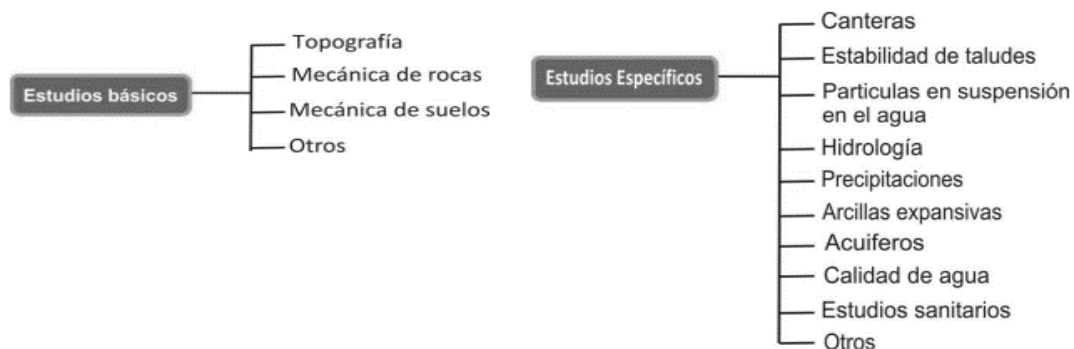 Estudios básicos
Topografía
Mecánica de rocas
Mecánica de suelos
Otros
Estudios Específicos
Canteras
Estabilidad de taludes
Particulas en suspensión
en el agua
Hidrología
Precipitaciones
Arcillas expansivas
Acuiferos
Calidad de agua
Estudios sanitarios
Otros